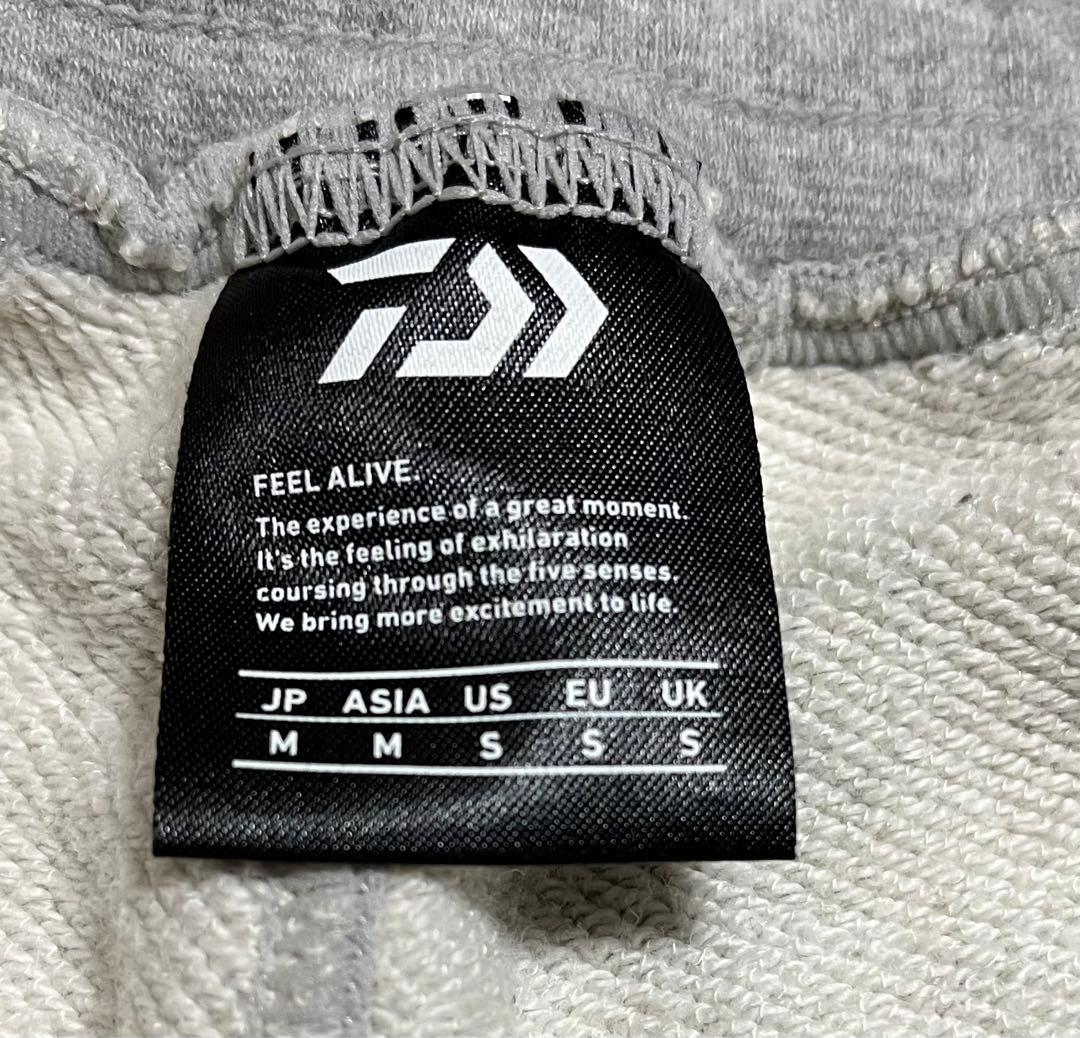 FEEL ALIVE.
The experience of a great moment.
It's the feeling of exhilaration
coursing through the five senses.
We bring more excitement to life.
JP ASIA US EU UK
M M S S S